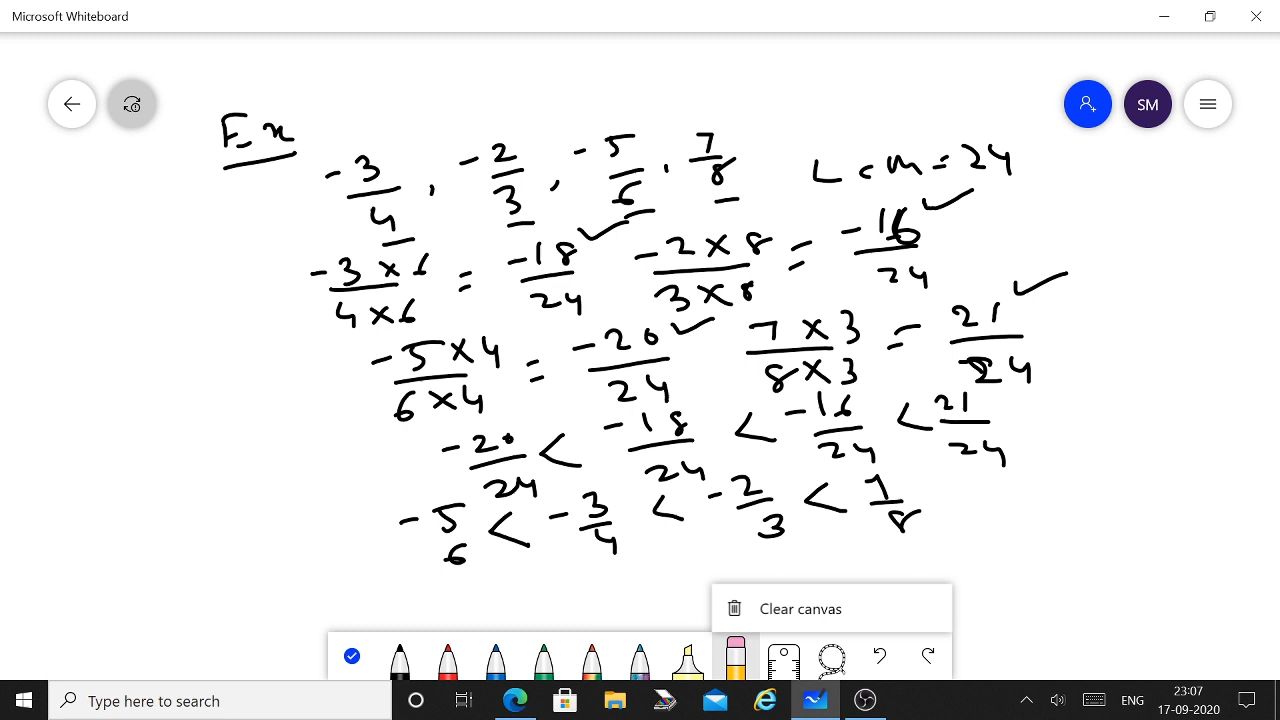 Microsoft Whiteboard
SM
Ex
-3/4, -2/3, -5/6, 7/8 Lcm = 24
-3×6/4×6 = -18/24 ✓ -2×8/3×8 = -16/24 ✓
-5×4/6×4 = -20/24 ✓ 7×3/8×3 = 21/24 ✓
-20/24 < -18/24 < -16/24 < 21/24
-5/6 < -3/4 < -2/3 < 7/8
Clear canvas
Type here to search
ENG
23:07
17-09-2020